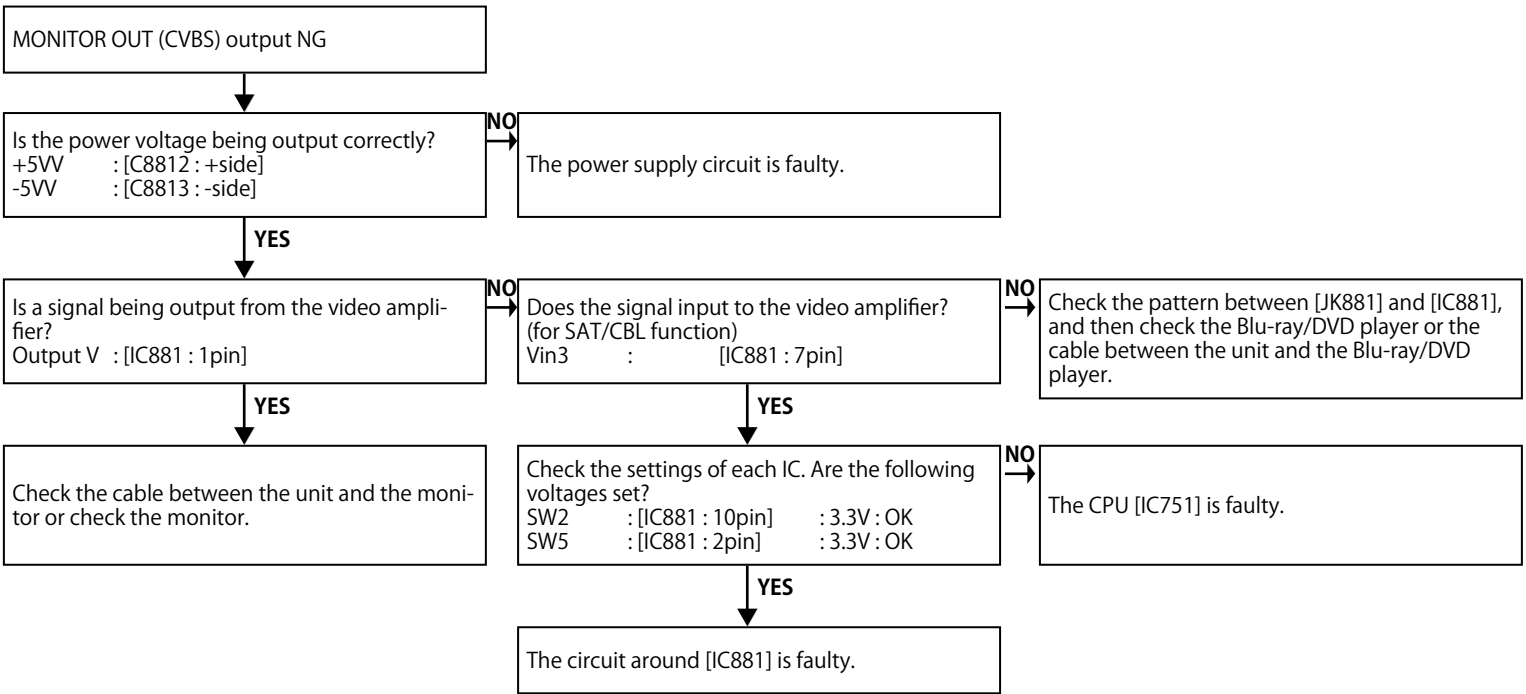 MONITOR OUT (CVBS) output NG
Is the power voltage being output correctly?
+5VV : [C8812 : +side]
-5VV : [C8813 : -side]
NO
The power supply circuit is faulty.
YES
Is a signal being output from the video ampli-
fier?
Output V : [IC881 : 1pin]
NO
Does the signal input to the video amplifier?
(for SAT/CBL function)
Vin3 : [IC881 : 7pin]
NO
Check the pattern between [JK881] and [IC881],
and then check the Blu-ray/DVD player or the
cable between the unit and the Blu-ray/DVD
player.
YES
YES
Check the cable between the unit and the moni-
tor or check the monitor.
Check the settings of each IC. Are the following
voltages set?
SW2 : [IC881 : 10pin] : 3.3V : OK
SW5 : [IC881 : 2pin] : 3.3V : OK
NO
The CPU [IC751] is faulty.
YES
The circuit around [IC881] is faulty.